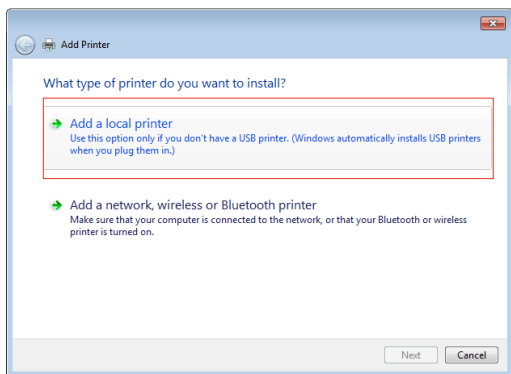 Add Printer
What type of printer do you want to install?
Add a local printer
Use this option only if you don't have a USB printer. (Windows automatically installs USB printers
when you plug them in.)
Add a network, wireless or Bluetooth printer
Make sure that your computer is connected to the network, or that your Bluetooth or wireless
printer is turned on.
Next Cancel